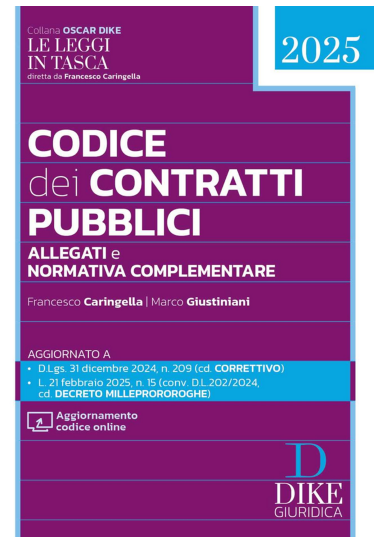 Collana OSCAR DIKE
LE LEGGI
IN TASCA
diretta da Francesco Caringella
2025
CODICE
dei CONTRATTI
PUBBLICI
ALLEGATI e
NORMATIVA COMPLEMENTARE
Francesco Caringella | Marco Giustiniani
AGGIORNATO A
• D.Lgs. 31 dicembre 2024, n. 209 (cd. CORRETTIVO)
• L. 21 febbraio 2025, n. 15 (conv. D.L.202/2024,
cd. DECRETO MILLEPROROROGHE)
Aggiornamento
codice online
D
DIKE
GIURIDICA